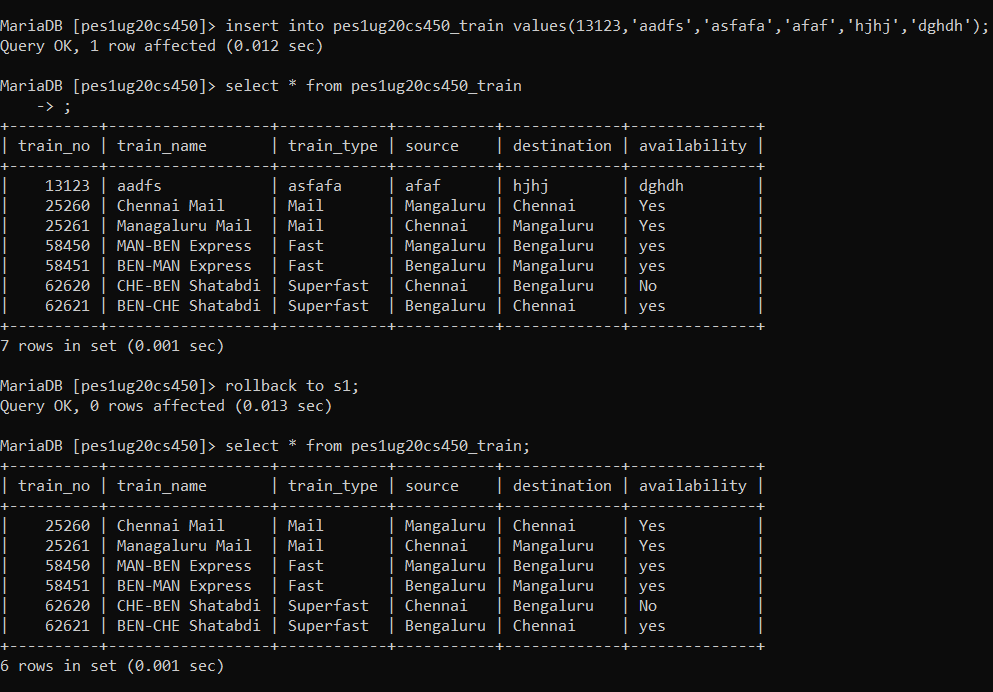 MariaDB [pes1ug20cs450]> insert into pes1ug20cs450_train values(13123,'aadfs','asfafa','afaf','hjhj','dghdh');
Query OK, 1 row affected (0.012 sec)

MariaDB [pes1ug20cs450]> select * from pes1ug20cs450_train
    -> ;
+----------+------------------+------------+-----------+-------------+--------------+
| train_no | train_name       | train_type | source    | destination | availability |
+----------+------------------+------------+-----------+-------------+--------------+
|    13123 | aadfs            | asfafa     | afaf      | hjhj        | dghdh        |
|    25260 | Chennai Mail     | Mail       | Mangaluru | Chennai     | Yes          |
|    25261 | Managaluru Mail  | Mail       | Chennai   | Mangaluru   | Yes          |
|    58450 | MAN-BEN Express  | Fast       | Mangaluru | Bengaluru   | yes          |
|    58451 | BEN-MAN Express  | Fast       | Bengaluru | Mangaluru   | yes          |
|    62620 | CHE-BEN Shatabdi | Superfast  | Chennai   | Bengaluru   | No           |
|    62621 | BEN-CHE Shatabdi | Superfast  | Bengaluru | Chennai     | yes          |
+----------+------------------+------------+-----------+-------------+--------------+
7 rows in set (0.001 sec)

MariaDB [pes1ug20cs450]> rollback to s1;
Query OK, 0 rows affected (0.013 sec)

MariaDB [pes1ug20cs450]> select * from pes1ug20cs450_train;
+----------+------------------+------------+-----------+-------------+--------------+
| train_no | train_name       | train_type | source    | destination | availability |
+----------+------------------+------------+-----------+-------------+--------------+
|    25260 | Chennai Mail     | Mail       | Mangaluru | Chennai     | Yes          |
|    25261 | Managaluru Mail  | Mail       | Chennai   | Mangaluru   | Yes          |
|    58450 | MAN-BEN Express  | Fast       | Mangaluru | Bengaluru   | yes          |
|    58451 | BEN-MAN Express  | Fast       | Bengaluru | Mangaluru   | yes          |
|    62620 | CHE-BEN Shatabdi | Superfast  | Chennai   | Bengaluru   | No           |
|    62621 | BEN-CHE Shatabdi | Superfast  | Bengaluru | Chennai     | yes          |
+----------+------------------+------------+-----------+-------------+--------------+
6 rows in set (0.001 sec)